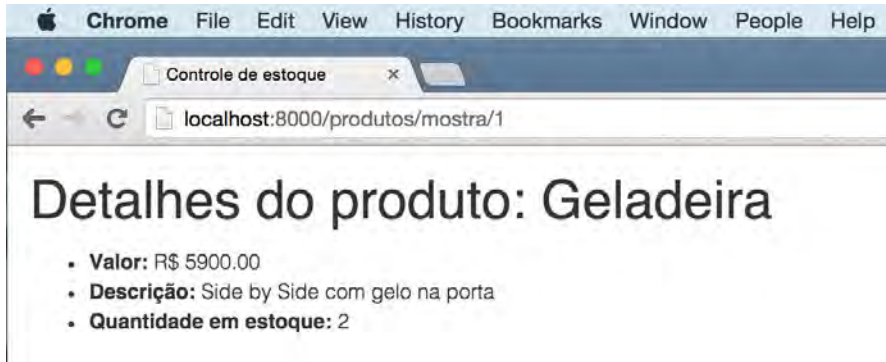 Chrome File Edit View History Bookmarks Window People Help
Controle de estoque ×
localhost:8000/produtos/mostra/1
Detalhes do produto: Geladeira
• Valor: R$ 5900.00
• Descrição: Side by Side com gelo na porta
• Quantidade em estoque: 2